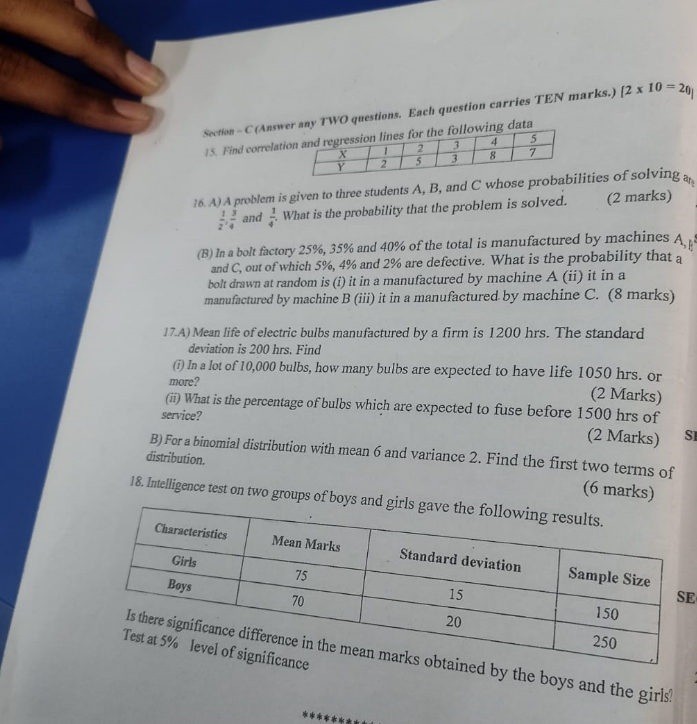 Section – C (Answer any TWO questions. Each question carries TEN marks.) [2 x 10 = 20]
15. Find correlation and regression lines for the following data
X 1 2 3 4 5
Y 2 5 3 8 7
16. A) A problem is given to three students A, B, and C whose probabilities of solving are
1/2, 3/4 and 1/4. What is the probability that the problem is solved. (2 marks)
(B) In a bolt factory 25%, 35% and 40% of the total is manufactured by machines A, B
and C, out of which 5%, 4% and 2% are defective. What is the probability that a
bolt drawn at random is (i) it in a manufactured by machine A (ii) it in a
manufactured by machine B (iii) it in a manufactured by machine C. (8 marks)
17.A) Mean life of electric bulbs manufactured by a firm is 1200 hrs. The standard
deviation is 200 hrs. Find
(i) In a lot of 10,000 bulbs, how many bulbs are expected to have life 1050 hrs. or
more? (2 Marks)
(ii) What is the percentage of bulbs which are expected to fuse before 1500 hrs of
service? (2 Marks)
B) For a binomial distribution with mean 6 and variance 2. Find the first two terms of
distribution. (6 marks)
18. Intelligence test on two groups of boys and girls gave the following results.
Characteristics Mean Marks Standard deviation Sample Size
Girls 75 15 150
Boys 70 20 250
Is there significance difference in the mean marks obtained by the boys and the girls?
Test at 5% level of significance
**********